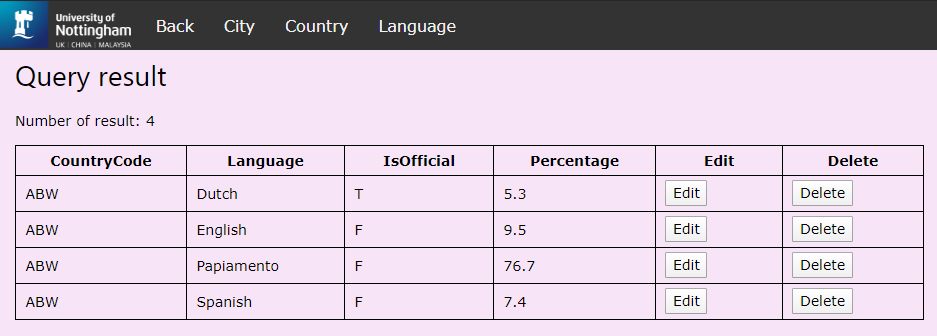 University of
Nottingham
UK | CHINA | MALAYSIA
Back City Country Language
Query result
Number of result: 4
CountryCode Language IsOfficial Percentage Edit Delete
ABW Dutch T 5.3 Edit Delete
ABW English F 9.5 Edit Delete
ABW Papiamento F 76.7 Edit Delete
ABW Spanish F 7.4 Edit Delete